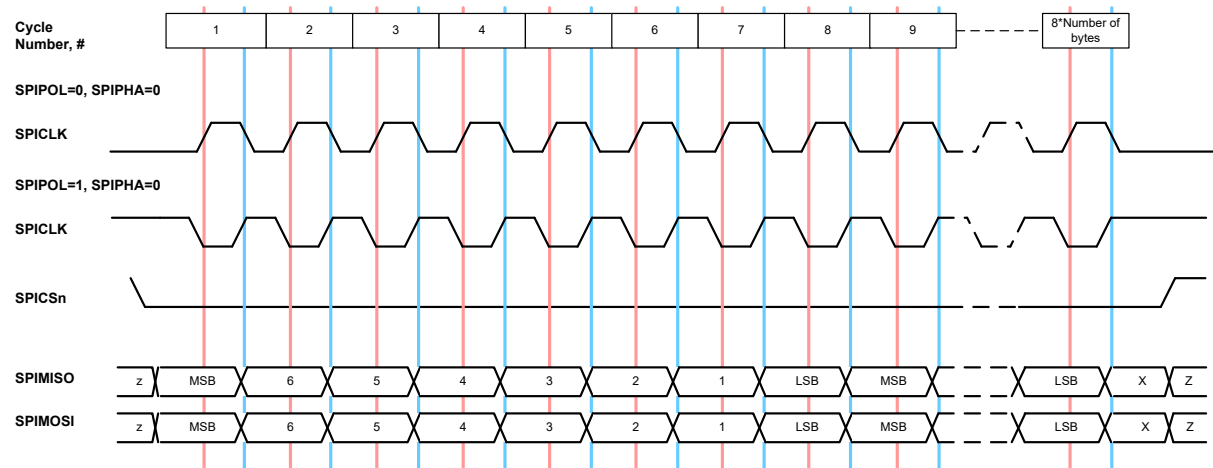 Cycle
Number, #
1 2 3 4 5 6 7 8 9
8*Number of
bytes
SPIPOL=0, SPIPHA=0
SPICLK
SPIPOL=1, SPIPHA=0
SPICLK
SPICSn
SPIMISO z MSB 6 5 4 3 2 1 LSB MSB LSB X Z
SPIMOSI z MSB 6 5 4 3 2 1 LSB MSB LSB X Z